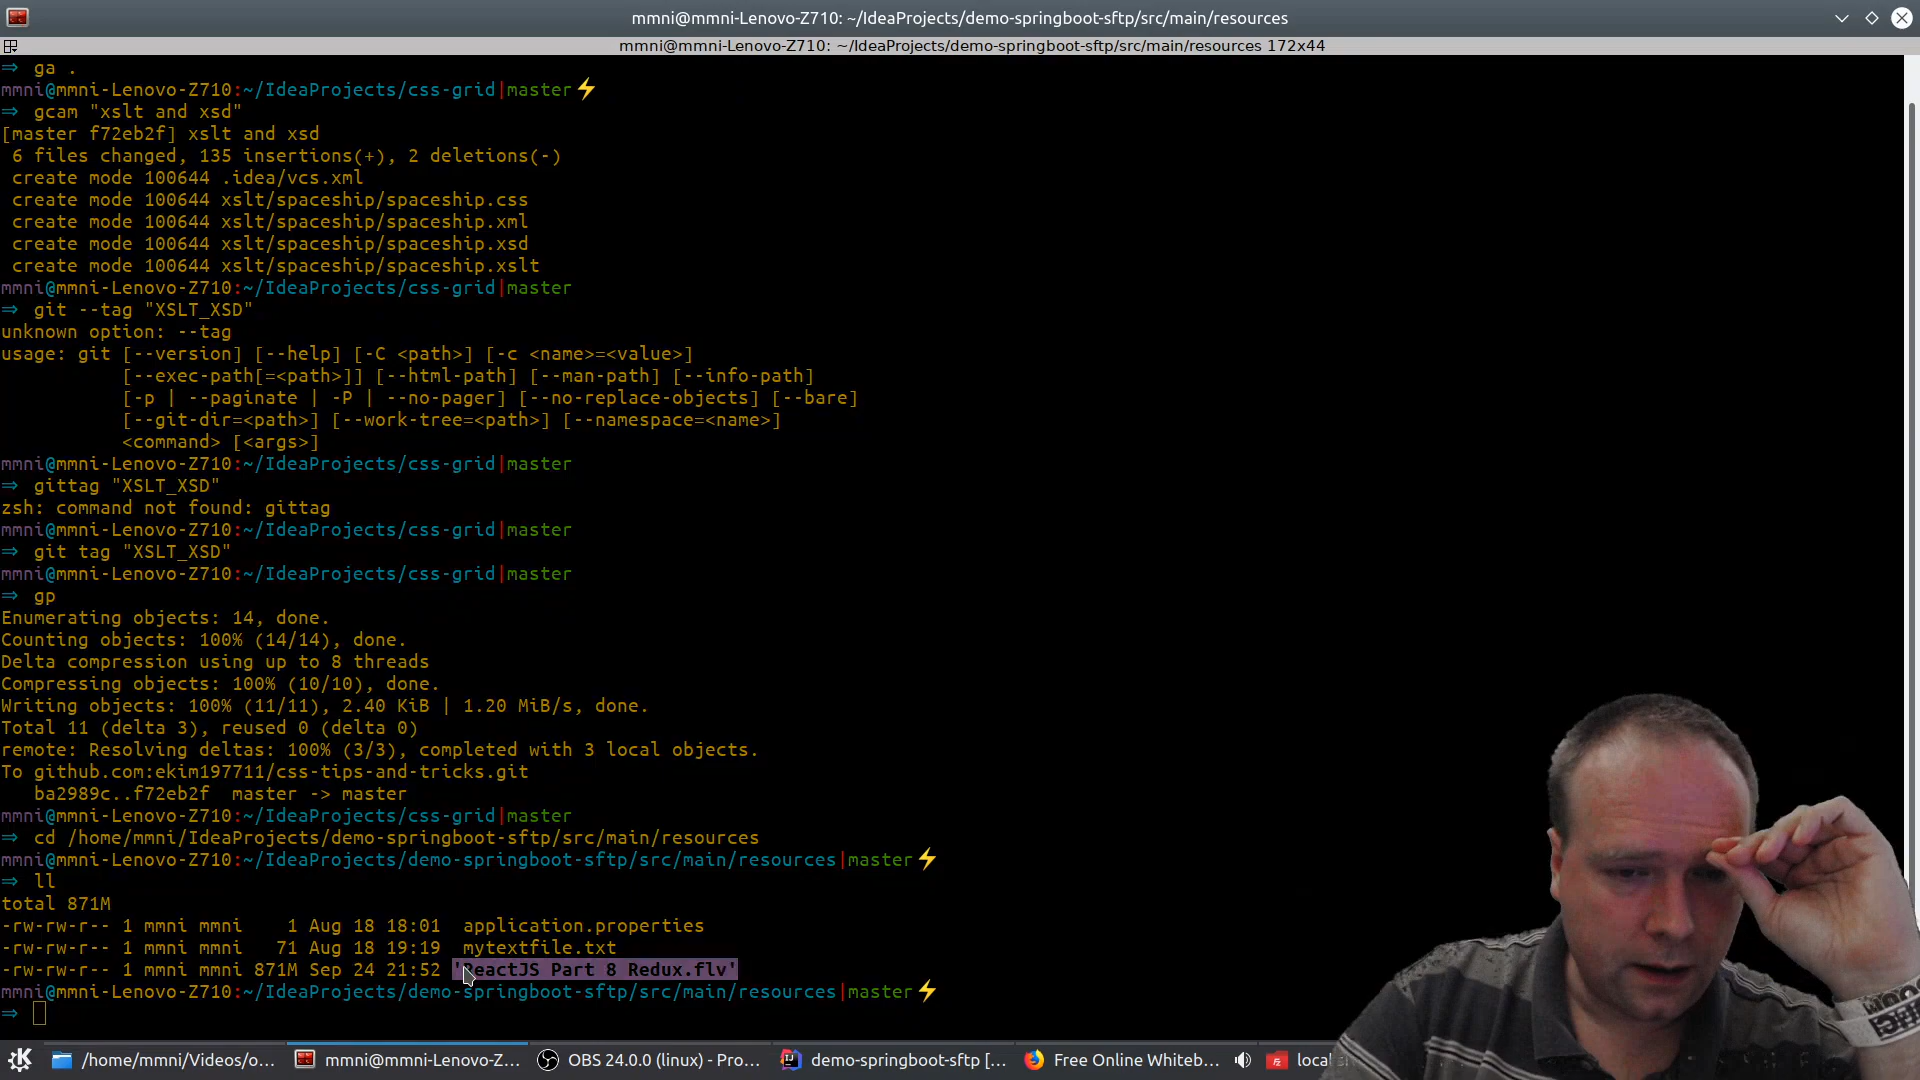 mmni@mmni-Lenovo-Z710: ~/IdeaProjects/demo-springboot-sftp/src/main/resources
mmni@mmni-Lenovo-Z710: ~/IdeaProjects/demo-springboot-sftp/src/main/resources 172x44
⇒ ga .
mmni@mmni-Lenovo-Z710:~/IdeaProjects/css-grid|master⚡
⇒ gcam "xslt and xsd"
[master f72eb2f] xslt and xsd
6 files changed, 135 insertions(+), 2 deletions(-)
create mode 100644 .idea/vcs.xml
create mode 100644 xslt/spaceship/spaceship.css
create mode 100644 xslt/spaceship/spaceship.xml
create mode 100644 xslt/spaceship/spaceship.xsd
create mode 100644 xslt/spaceship/spaceship.xslt
mmni@mmni-Lenovo-Z710:~/IdeaProjects/css-grid|master
⇒ git --tag "XSLT_XSD"
unknown option: --tag
usage: git [--version] [--help] [-C <path>] [-c <name>=<value>]
[--exec-path[=<path>]] [--html-path] [--man-path] [--info-path]
[-p | --paginate | -P | --no-pager] [--no-replace-objects] [--bare]
[--git-dir=<path>] [--work-tree=<path>] [--namespace=<name>]
<command> [<args>]
mmni@mmni-Lenovo-Z710:~/IdeaProjects/css-grid|master
⇒ gittag "XSLT_XSD"
zsh: command not found: gittag
mmni@mmni-Lenovo-Z710:~/IdeaProjects/css-grid|master
⇒ git tag "XSLT_XSD"
mmni@mmni-Lenovo-Z710:~/IdeaProjects/css-grid|master
⇒ gp
Enumerating objects: 14, done.
Counting objects: 100% (14/14), done.
Delta compression using up to 8 threads
Compressing objects: 100% (10/10), done.
Writing objects: 100% (11/11), 2.40 KiB | 1.20 MiB/s, done.
Total 11 (delta 3), reused 0 (delta 0)
remote: Resolving deltas: 100% (3/3), completed with 3 local objects.
To github.com:ekim197711/css-tips-and-tricks.git
ba2989c..f72eb2f master -> master
mmni@mmni-Lenovo-Z710:~/IdeaProjects/css-grid|master
⇒ cd /home/mmni/IdeaProjects/demo-springboot-sftp/src/main/resources
mmni@mmni-Lenovo-Z710:~/IdeaProjects/demo-springboot-sftp/src/main/resources|master⚡
⇒ ll
total 871M
-rw-rw-r-- 1 mmni mmni 1 Aug 18 18:01 application.properties
-rw-rw-r-- 1 mmni mmni 71 Aug 18 19:19 mytextfile.txt
-rw-rw-r-- 1 mmni mmni 871M Sep 24 21:52 'ReactJS Part 8 Redux.flv'
mmni@mmni-Lenovo-Z710:~/IdeaProjects/demo-springboot-sftp/src/main/resources|master⚡
⇒
/home/mmni/Videos/o... mmni@mmni-Lenovo-Z... OBS 24.0.0 (linux) - Pro... demo-springboot-sftp [... Free Online Whiteb...